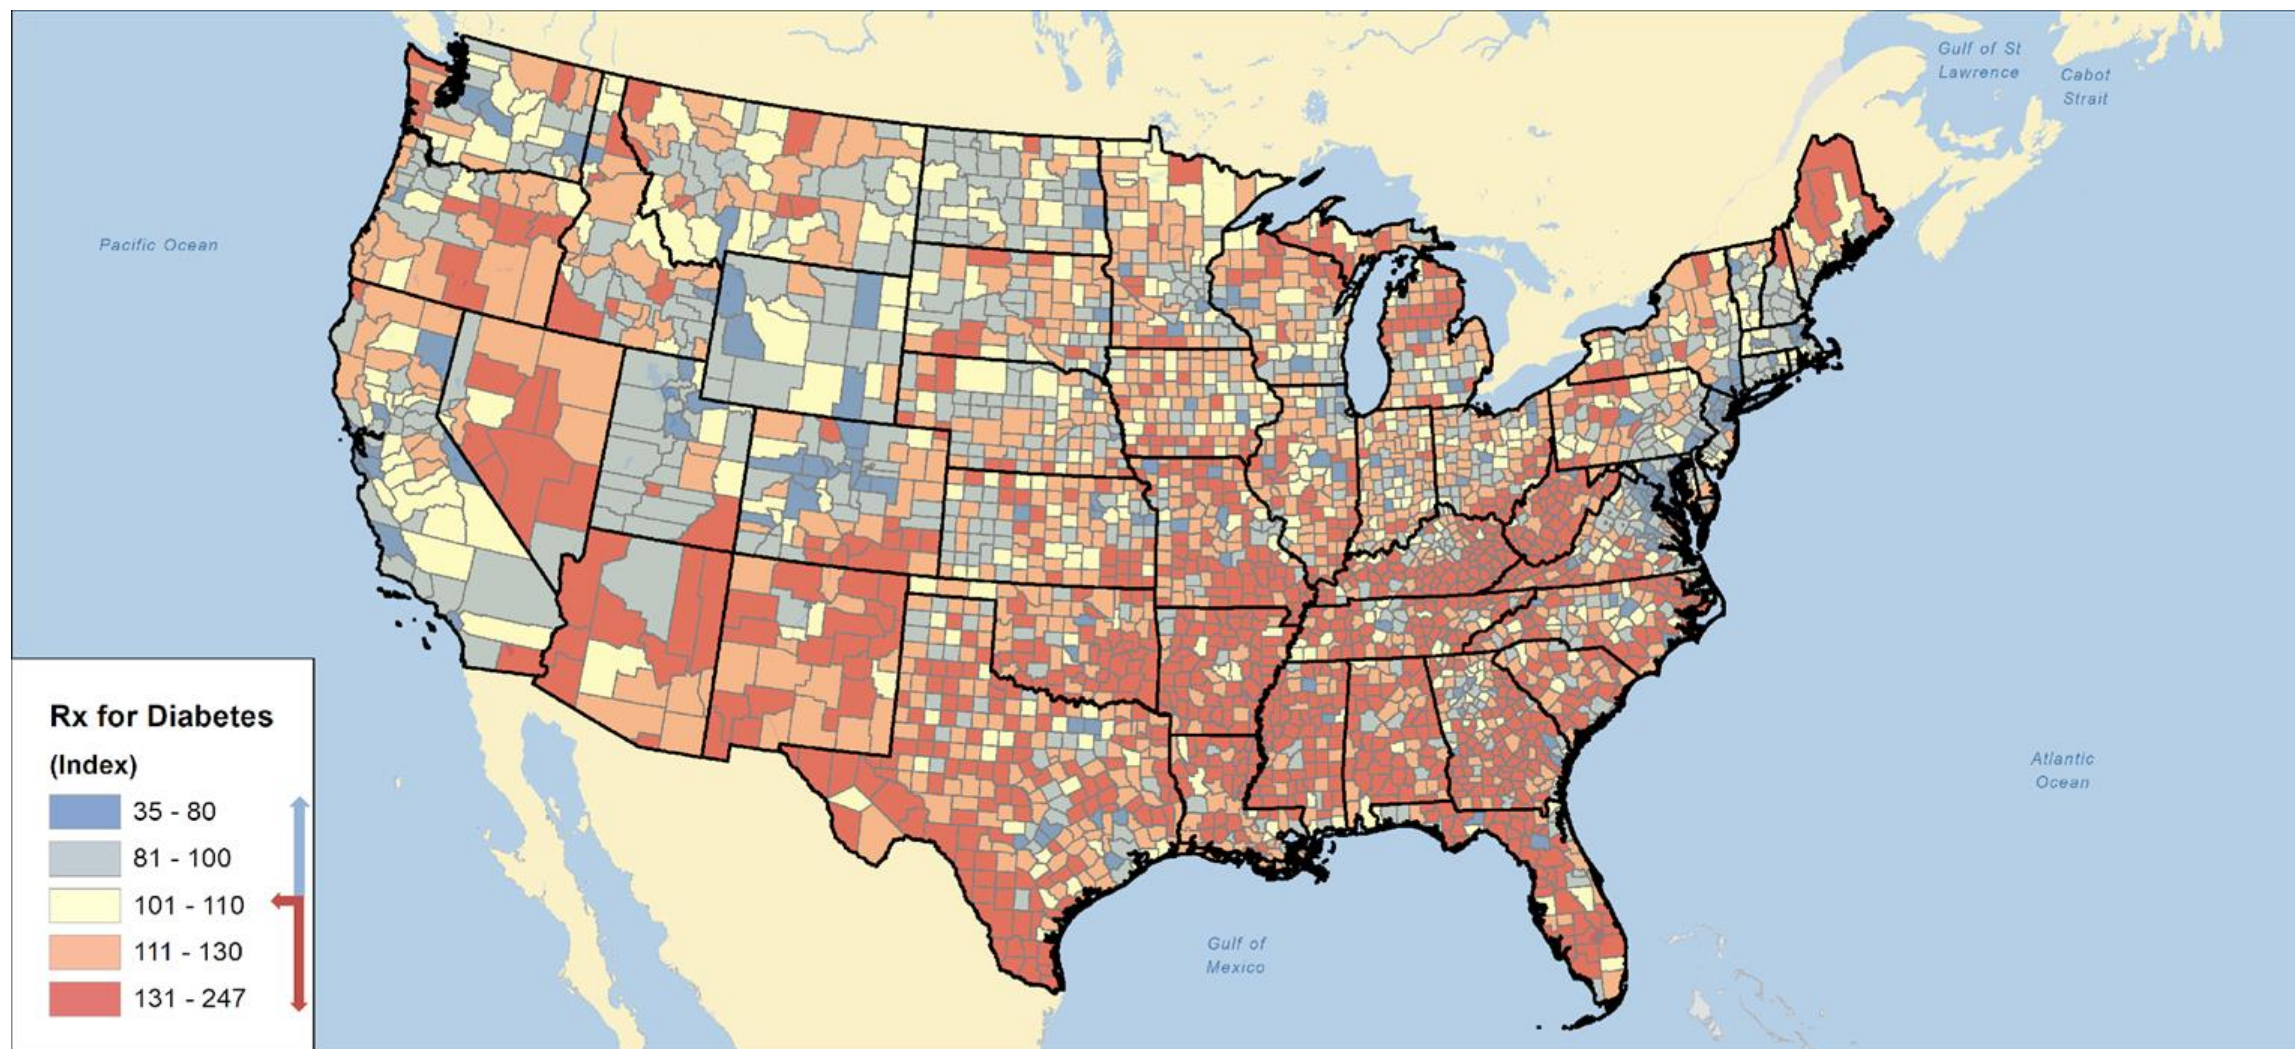 Gulf of St
Lawrence
Cabot
Strait
Pacific Ocean
Atlantic
Ocean
Gulf of
Mexico
Rx for Diabetes
(Index)
35 - 80
81 - 100
101 - 110
111 - 130
131 - 247